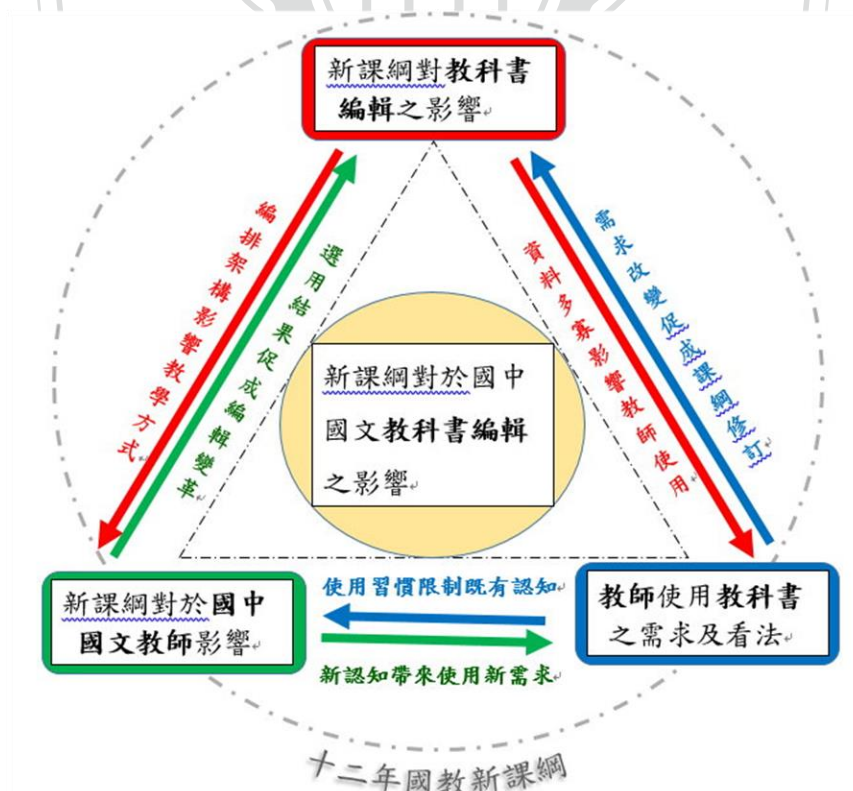 新課綱對教科書
編輯之影響
編排架構影響教學方式
選用結果促成編輯變革
資料多寡影響教師使用
需求改變促成課綱修訂
新課綱對於國中
國文教科書編輯
之影響
新課綱對於國中
國文教師影響
使用習慣限制既有認知
新認知帶來使用新需求
教師使用教科書
之需求及看法
十二年國教新課綱